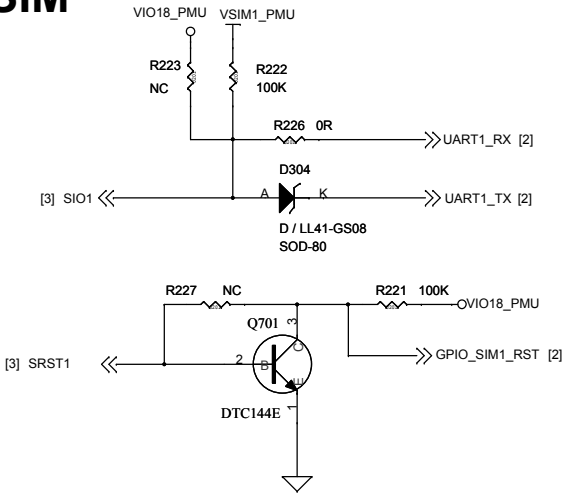 SIM
VIO18_PMU
VSIM1_PMU
R223
NC
R222
100K
R226 0R
UART1_RX [2]
D304
[3] SIO1
A
K
UART1_TX [2]
D / LL41-GS08
SOD-80
R227 NC
R221 100K
VIO18_PMU
Q701
3
C
GPIO_SIM1_RST [2]
[3] SRST1
2
B
E
DTC144E
1